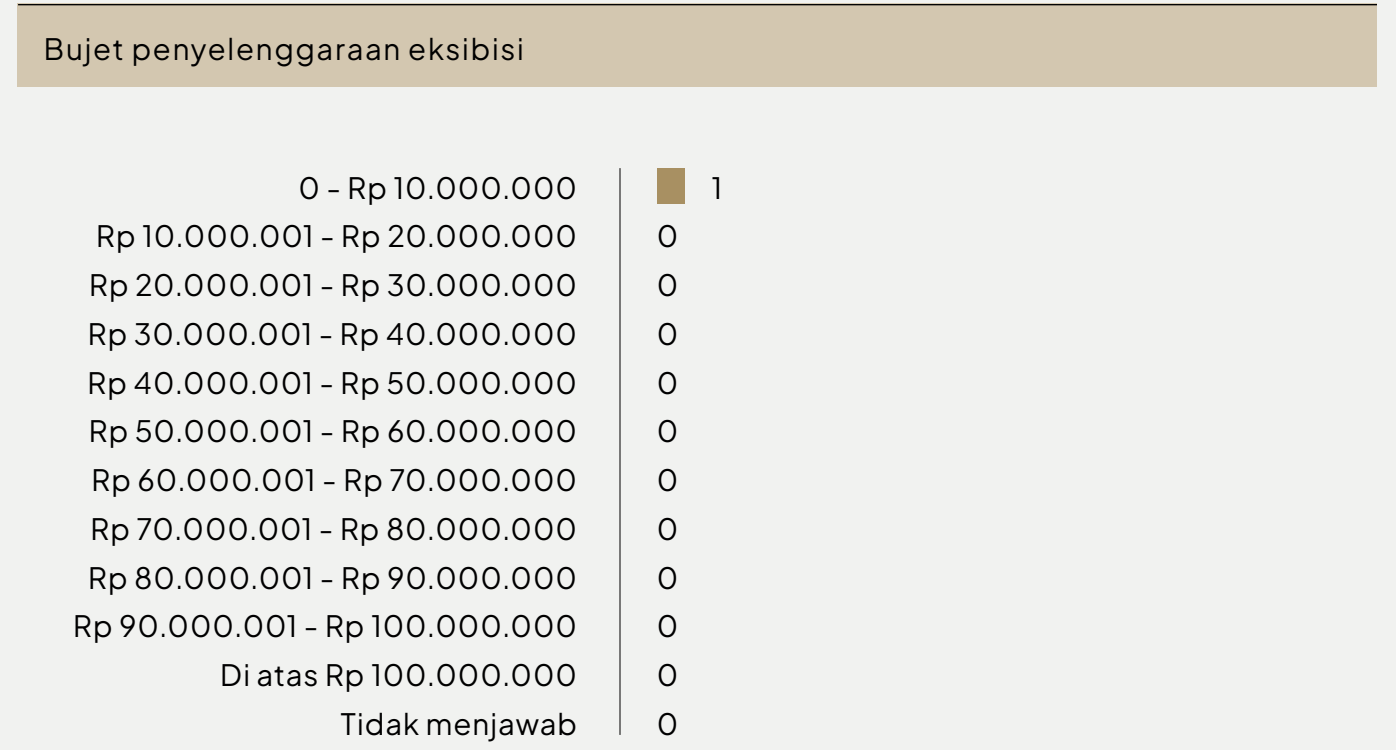 Bujet penyelenggaraan eksibisi
0 - Rp 10.000.000 1
Rp 10.000.001 - Rp 20.000.000 0
Rp 20.000.001 - Rp 30.000.000 0
Rp 30.000.001 - Rp 40.000.000 0
Rp 40.000.001 - Rp 50.000.000 0
Rp 50.000.001 - Rp 60.000.000 0
Rp 60.000.001 - Rp 70.000.000 0
Rp 70.000.001 - Rp 80.000.000 0
Rp 80.000.001 - Rp 90.000.000 0
Rp 90.000.001 - Rp 100.000.000 0
Di atas Rp 100.000.000 0
Tidak menjawab 0